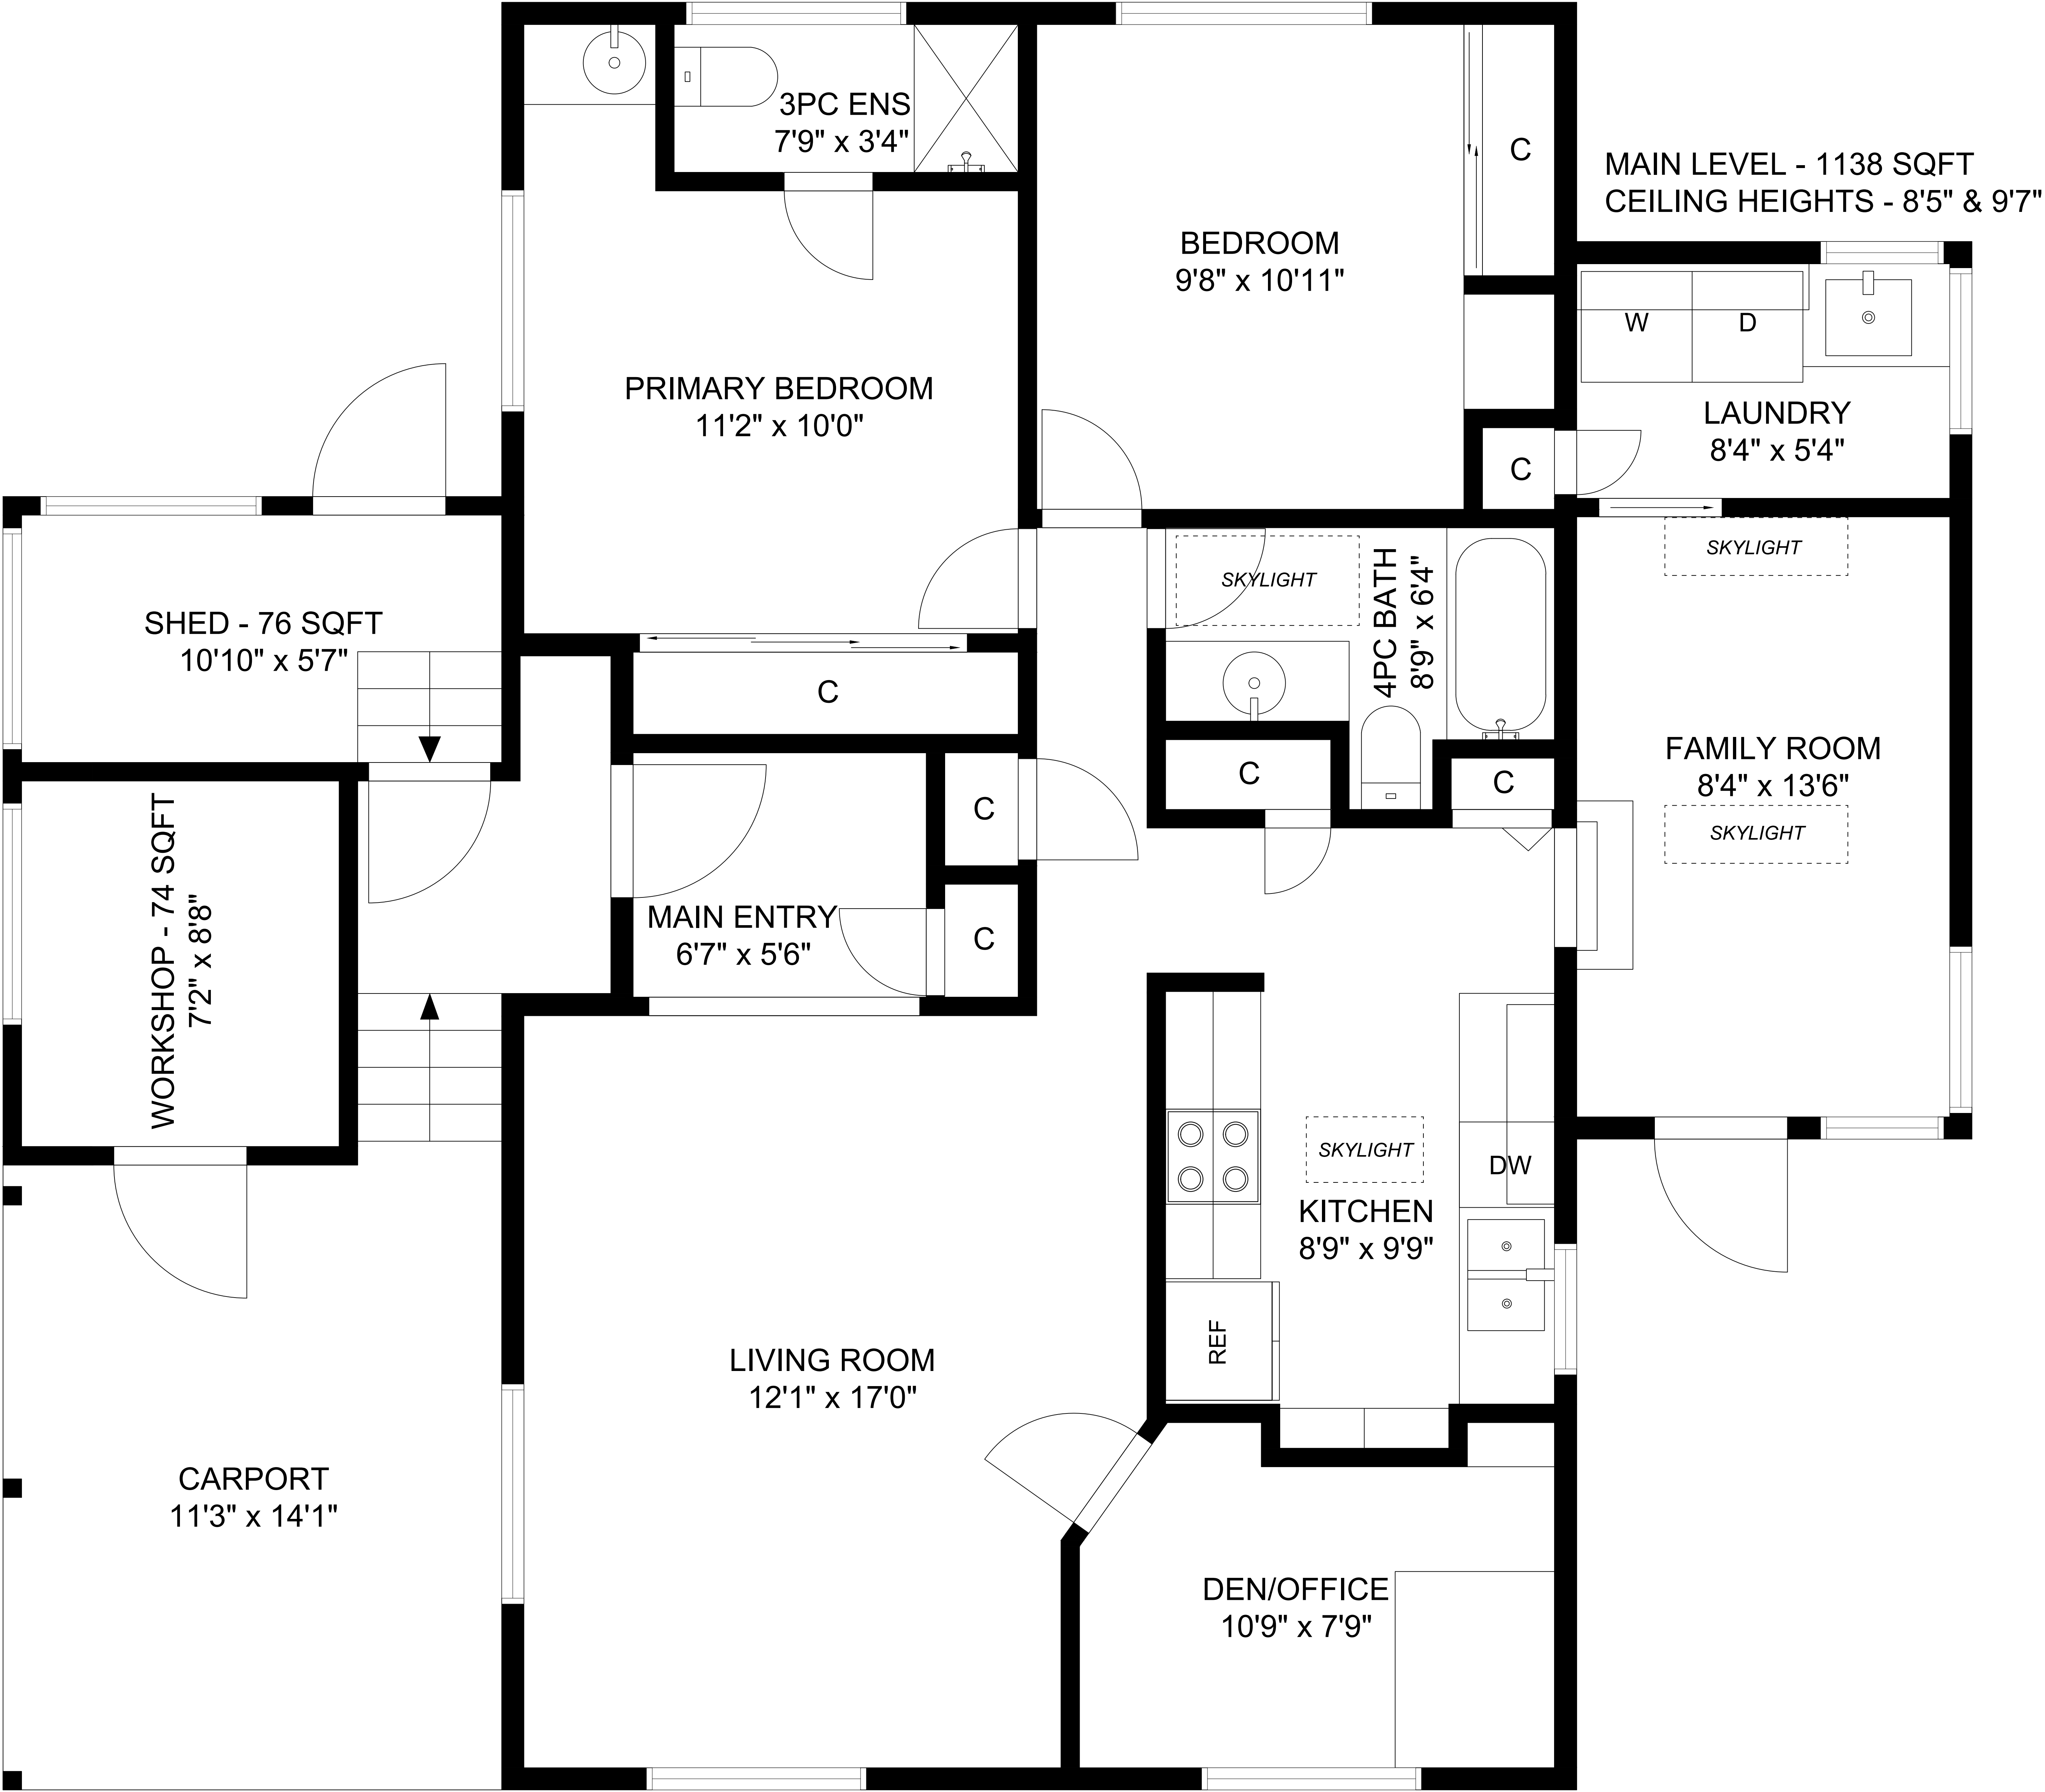 3PC ENS
7'9" x 3'4"
C
MAIN LEVEL - 1138 SQFT
CEILING HEIGHTS - 8'5" & 9'7"
BEDROOM
9'8" x 10'11"
W
D
PRIMARY BEDROOM
11'2" x 10'0"
LAUNDRY
8'4" x 5'4"
C
SKYLIGHT
SKYLIGHT
4PC BATH
8'9" x 6'4"
SHED - 76 SQFT
10'10" x 5'7"
C
FAMILY ROOM
8'4" x 13'6"
SKYLIGHT
C
C
C
WORKSHOP - 74 SQFT
7'2" x 8'8"
MAIN ENTRY
6'7" x 5'6"
C
SKYLIGHT
DW
KITCHEN
8'9" x 9'9"
REF
LIVING ROOM
12'1" x 17'0"
CARPORT
11'3" x 14'1"
DEN/OFFICE
10'9" x 7'9"